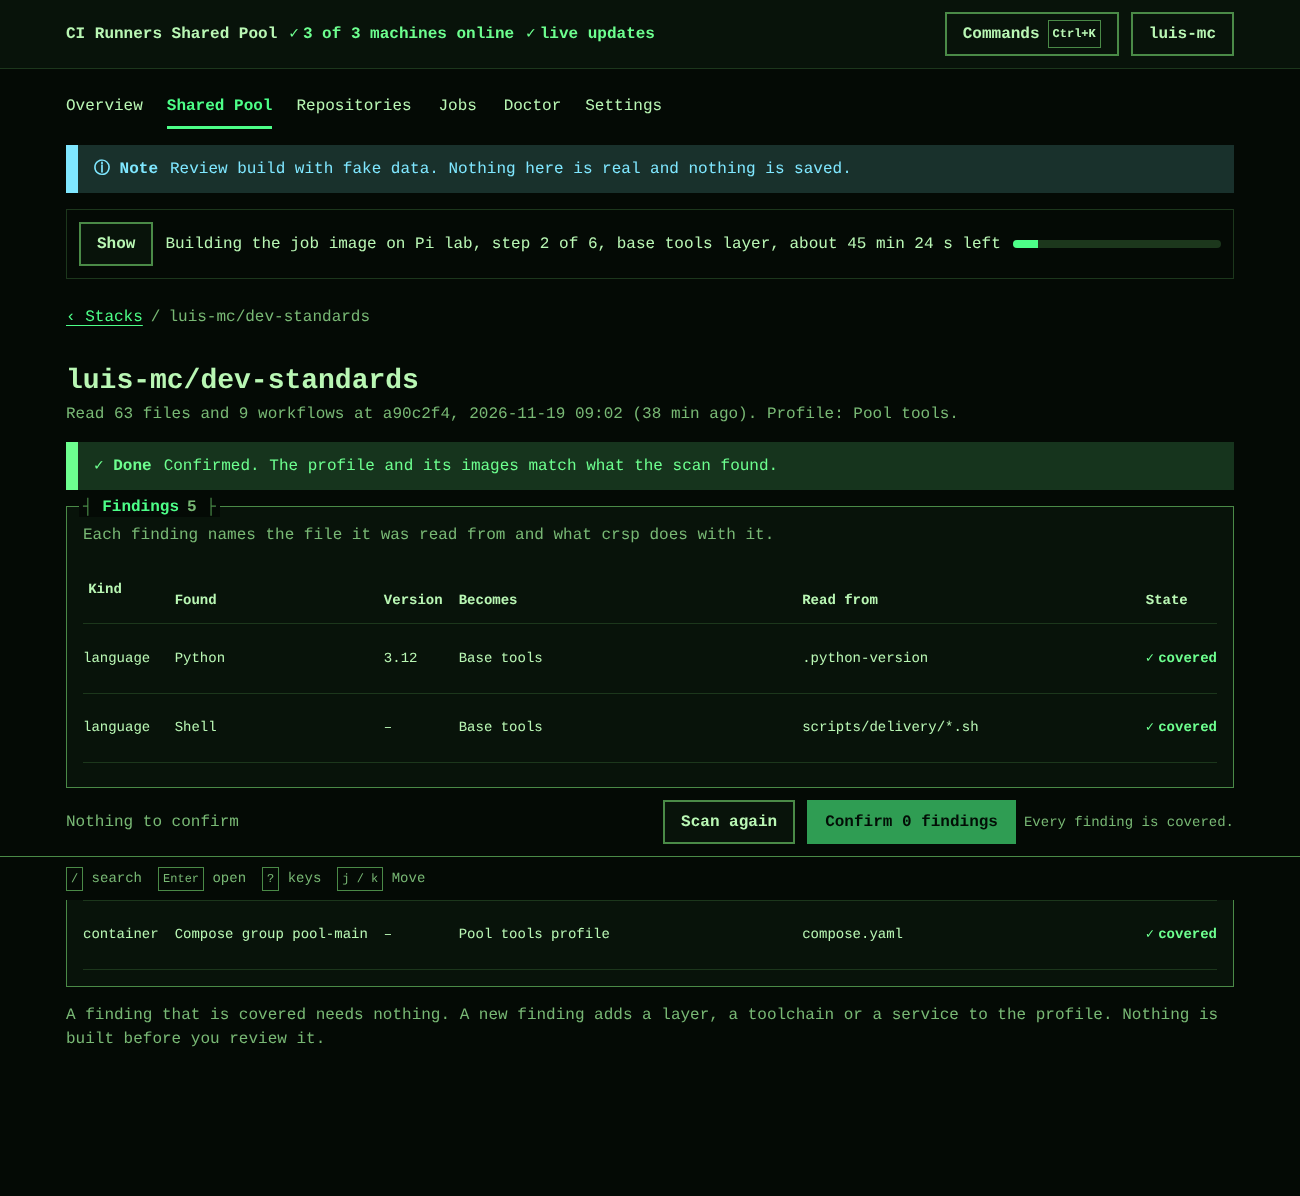 CI Runners Shared Pool ✓ 3 of 3 machines online ✓ live updates Commands Ctrl+K luis-mc
Overview Shared Pool Repositories Jobs Doctor Settings
ⓘ Note Review build with fake data. Nothing here is real and nothing is saved.
Show Building the job image on Pi lab, step 2 of 6, base tools layer, about 45 min 24 s left
‹ Stacks / luis-mc/dev-standards
luis-mc/dev-standards
Read 63 files and 9 workflows at a90c2f4, 2026-11-19 09:02 (38 min ago). Profile: Pool tools.
✓ Done Confirmed. The profile and its images match what the scan found.
Findings 5
Each finding names the file it was read from and what crsp does with it.
Kind Found Version Becomes Read from State
language Python 3.12 Base tools .python-version ✓ covered
language Shell – Base tools scripts/delivery/*.sh ✓ covered
Nothing to confirm Scan again Confirm 0 findings Every finding is covered.
/ search Enter open ? keys j / k Move
container Compose group pool-main – Pool tools profile compose.yaml ✓ covered
A finding that is covered needs nothing. A new finding adds a layer, a toolchain or a service to the profile. Nothing is
built before you review it.